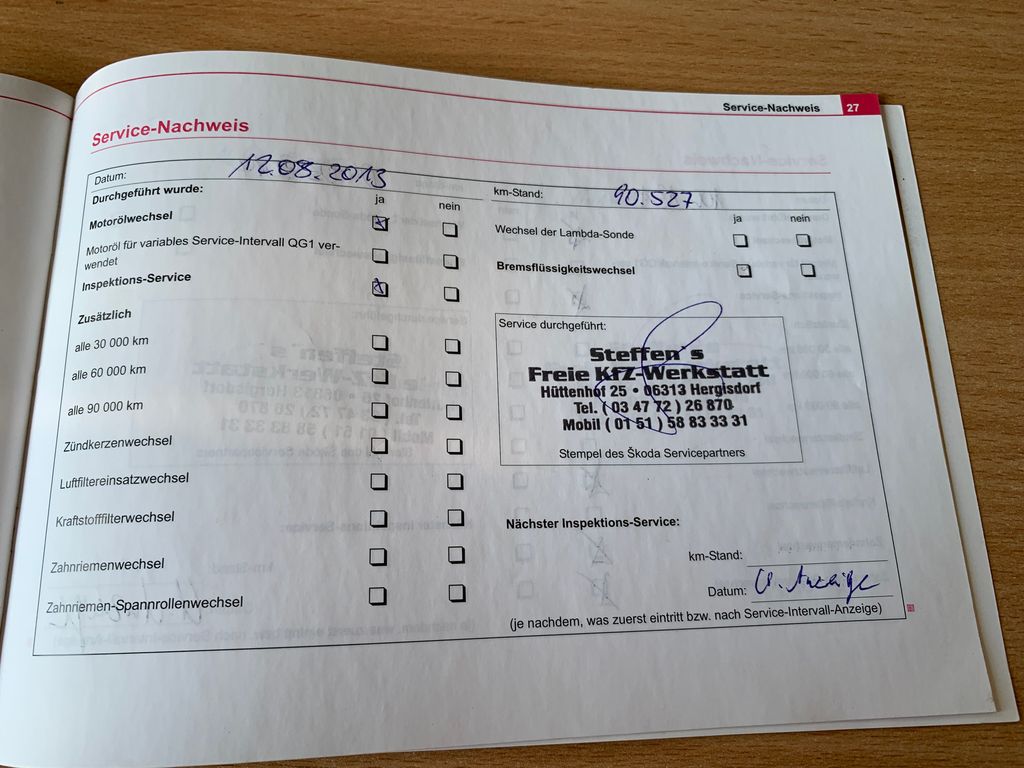 Service-Nachweis 27
Service-Nachweis
Datum: 12.08.2013
Durchgeführt wurde:
ja nein
Motorölwechsel
Motoröl für variables Service-Intervall QG1 ver-
wendet
Inspektions-Service
Zusätzlich
alle 30 000 km
alle 60 000 km
alle 90 000 km
Zündkerzenwechsel
Luftfiltereinsatzwechsel
Kraftstofffilterwechsel
Zahnriemenwechsel
Zahnriemen-Spannrollenwechsel
km-Stand: 90.527
ja nein
Wechsel der Lambda-Sonde
Bremsflüssigkeitswechsel
Service durchgeführt:
Steffen´s
Freie KfZ-Werkstatt
Hüttenhof 25 • 06313 Hergisdorf
Tel. ( 03 47 72 ) 26 870
Mobil ( 01 51 ) 58 83 33 31
Stempel des Škoda Servicepartners
Nächster Inspektions-Service:
km-Stand:
Datum: Anzeige
(je nachdem, was zuerst eintritt bzw. nach Service-Intervall-Anzeige)